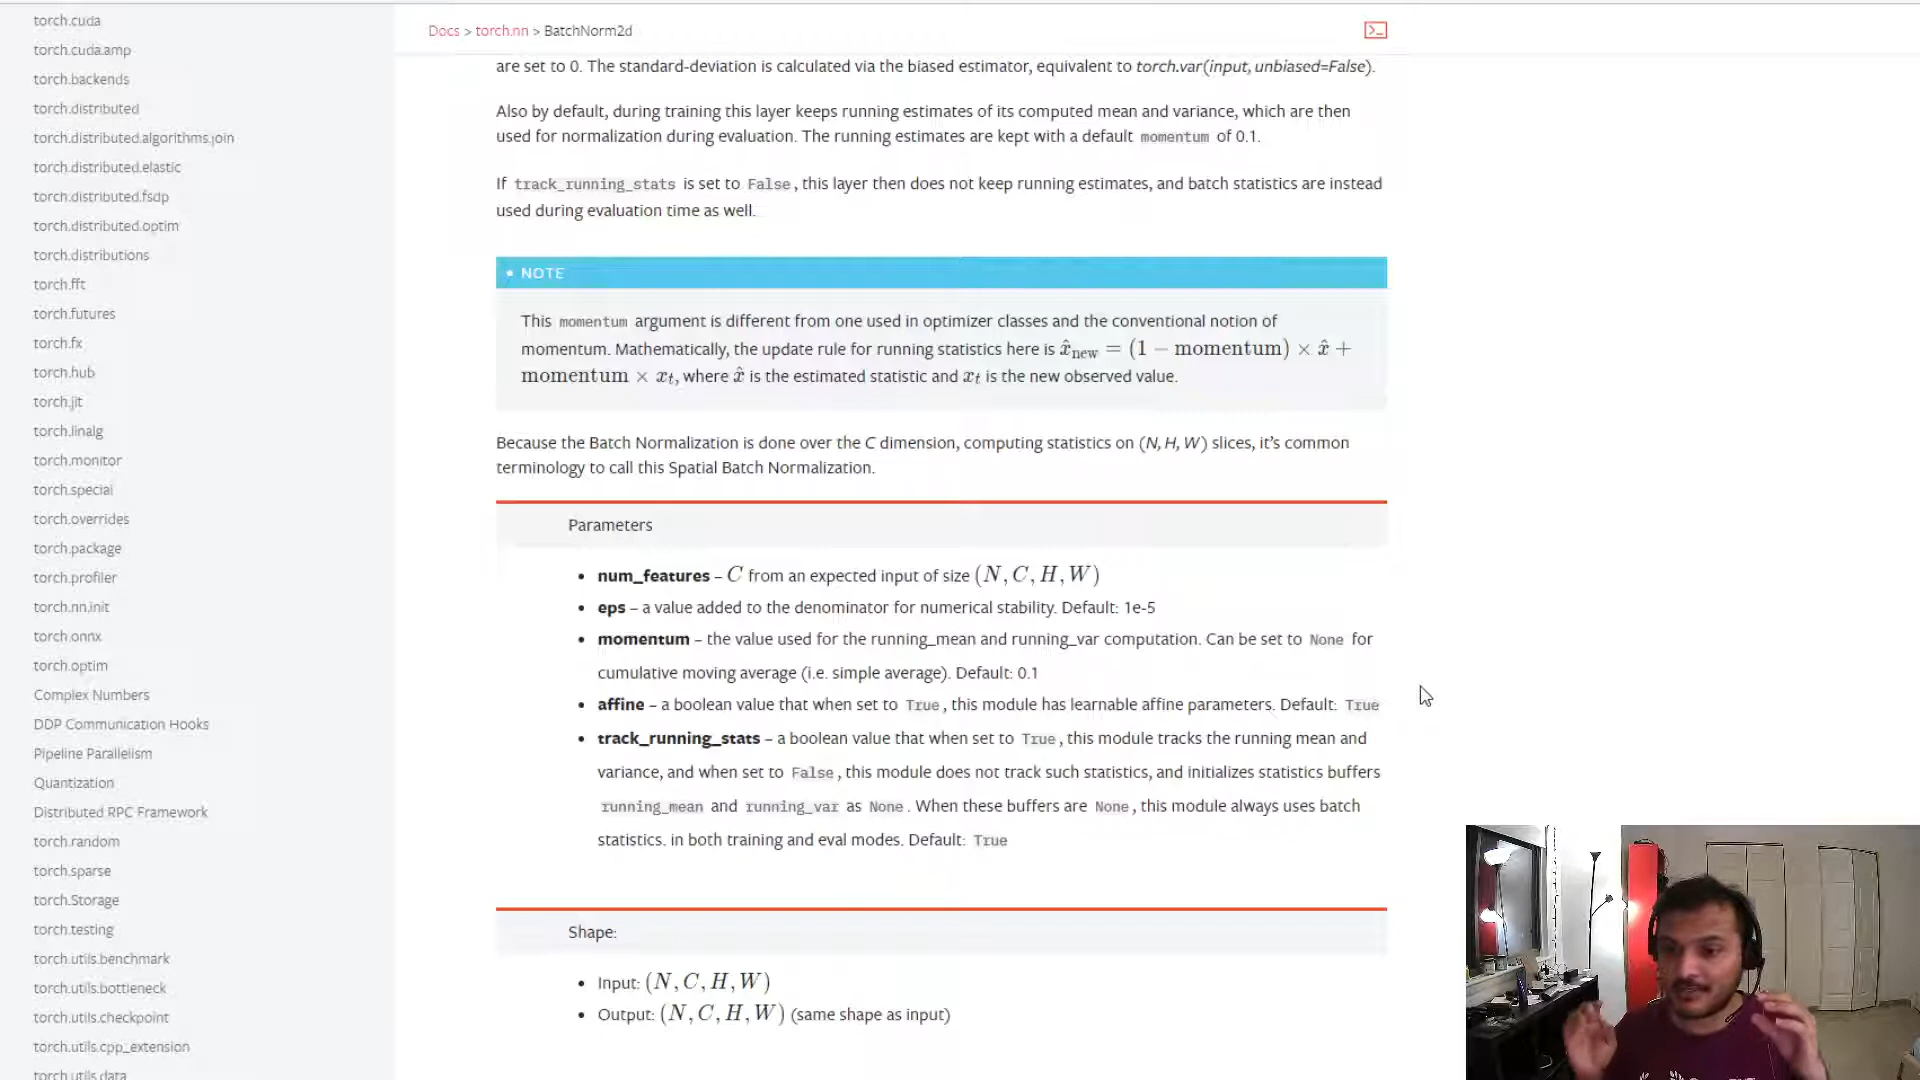 torch.cuda
torch.cuda.amp
torch.backends
torch.distributed
torch.distributed.algorithms.join
torch.distributed.elastic
torch.distributed.fsdp
torch.distributed.optim
torch.distributions
torch.fft
torch.futures
torch.fx
torch.hub
torch.jit
torch.linalg
torch.monitor
torch.special
torch.overrides
torch.package
torch.profiler
torch.nn.init
torch.onnx
torch.optim
Complex Numbers
DDP Communication Hooks
Pipeline Parallelism
Quantization
Distributed RPC Framework
torch.random
torch.sparse
torch.Storage
torch.testing
torch.utils.benchmark
torch.utils.bottleneck
torch.utils.checkpoint
torch.utils.cpp_extension
torch.utils.data
Docs > torch.nn > BatchNorm2d
are set to 0. The standard-deviation is calculated via the biased estimator, equivalent to torch.var(input, unbiased=False).
Also by default, during training this layer keeps running estimates of its computed mean and variance, which are then
used for normalization during evaluation. The running estimates are kept with a default momentum of 0.1.
If track_running_stats is set to False, this layer then does not keep running estimates, and batch statistics are instead
used during evaluation time as well.
NOTE
This momentum argument is different from one used in optimizer classes and the conventional notion of
momentum. Mathematically, the update rule for running statistics here is x̂new = (1 − momentum) × x̂ +
momentum × xt, where x̂ is the estimated statistic and xt is the new observed value.
Because the Batch Normalization is done over the C dimension, computing statistics on (N, H, W) slices, it’s common
terminology to call this Spatial Batch Normalization.
Parameters
• num_features – C from an expected input of size (N, C, H, W)
• eps – a value added to the denominator for numerical stability. Default: 1e-5
• momentum – the value used for the running_mean and running_var computation. Can be set to None for
cumulative moving average (i.e. simple average). Default: 0.1
• affine – a boolean value that when set to True, this module has learnable affine parameters. Default: True
• track_running_stats – a boolean value that when set to True, this module tracks the running mean and
variance, and when set to False, this module does not track such statistics, and initializes statistics buffers
running_mean and running_var as None. When these buffers are None, this module always uses batch
statistics. in both training and eval modes. Default: True
Shape:
• Input: (N, C, H, W)
• Output: (N, C, H, W) (same shape as input)